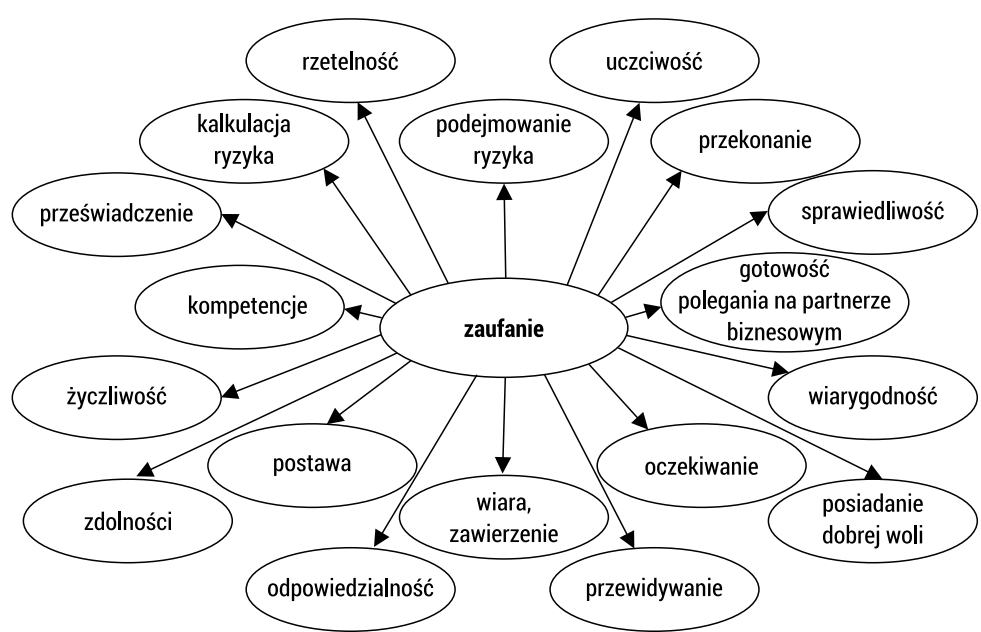 rzetelność
uczciwość
kalkulacja
ryzyka
podejmowanie
ryzyka
przekonanie
przeświadczenie
sprawiedliwość
kompetencje
zaufanie
gotowość
polegania na partnerze
biznesowym
życzliwość
wiarygodność
postawa
oczekiwanie
zdolności
wiara,
zawierzenie
posiadanie
dobrej woli
odpowiedzialność
przewidywanie